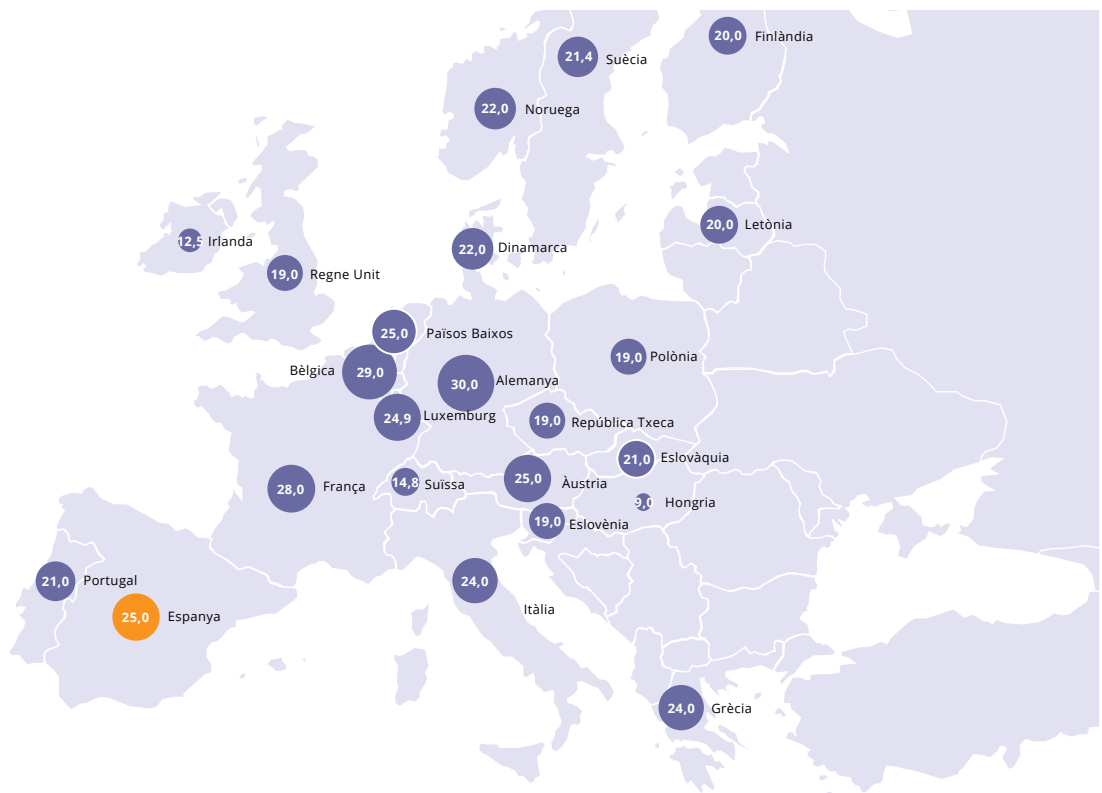 20,0 Finlàndia
21,4 Suècia
22,0 Noruega
20,0 Letònia
12,5 Irlanda
22,0 Dinamarca
19,0 Regne Unit
25,0 Països Baixos
19,0 Polònia
Bèlgica 29,0
30,0 Alemanya
24,9 Luxemburg
19,0 República Txeca
21,0 Eslovàquia
28,0 França
14,8 Suïssa
25,0 Àustria
9,0 Hongria
19,0 Eslovènia
21,0 Portugal
24,0 Itàlia
25,0 Espanya
24,0 Grècia